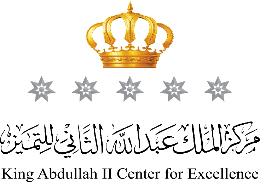 مركز الملك عبدالله الثاني للتميز
King Abdullah II Center for Excellence